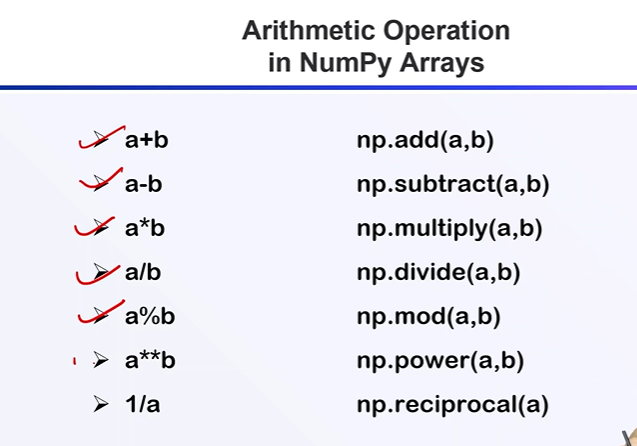 Arithmetic Operation
in NumPy Arrays
a+b np.add(a,b)
a-b np.subtract(a,b)
a*b np.multiply(a,b)
a/b np.divide(a,b)
a%b np.mod(a,b)
a**b np.power(a,b)
1/a np.reciprocal(a)